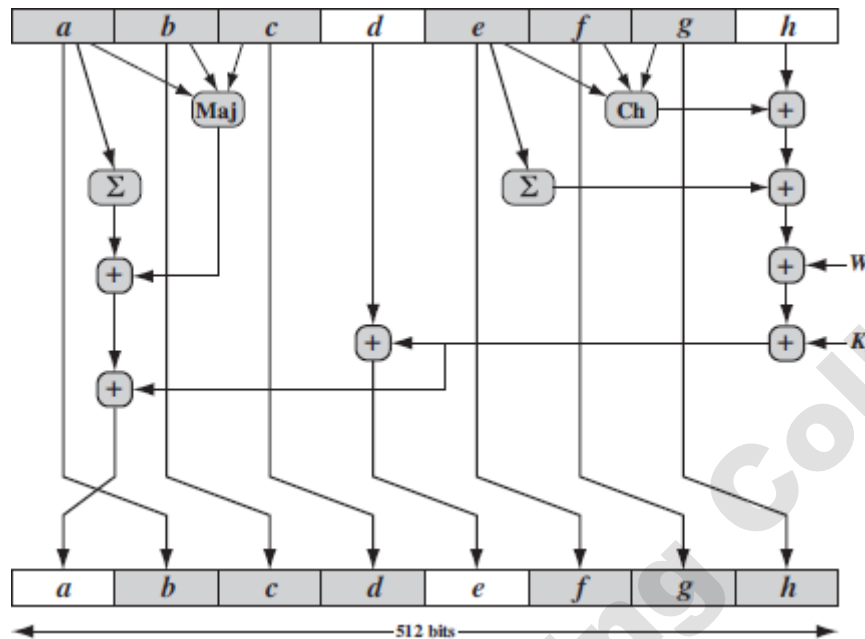 a b c d e f g h
Maj Ch +
Σ Σ +
+ + W
+ + K
+
a b c d e f g h
512 bits